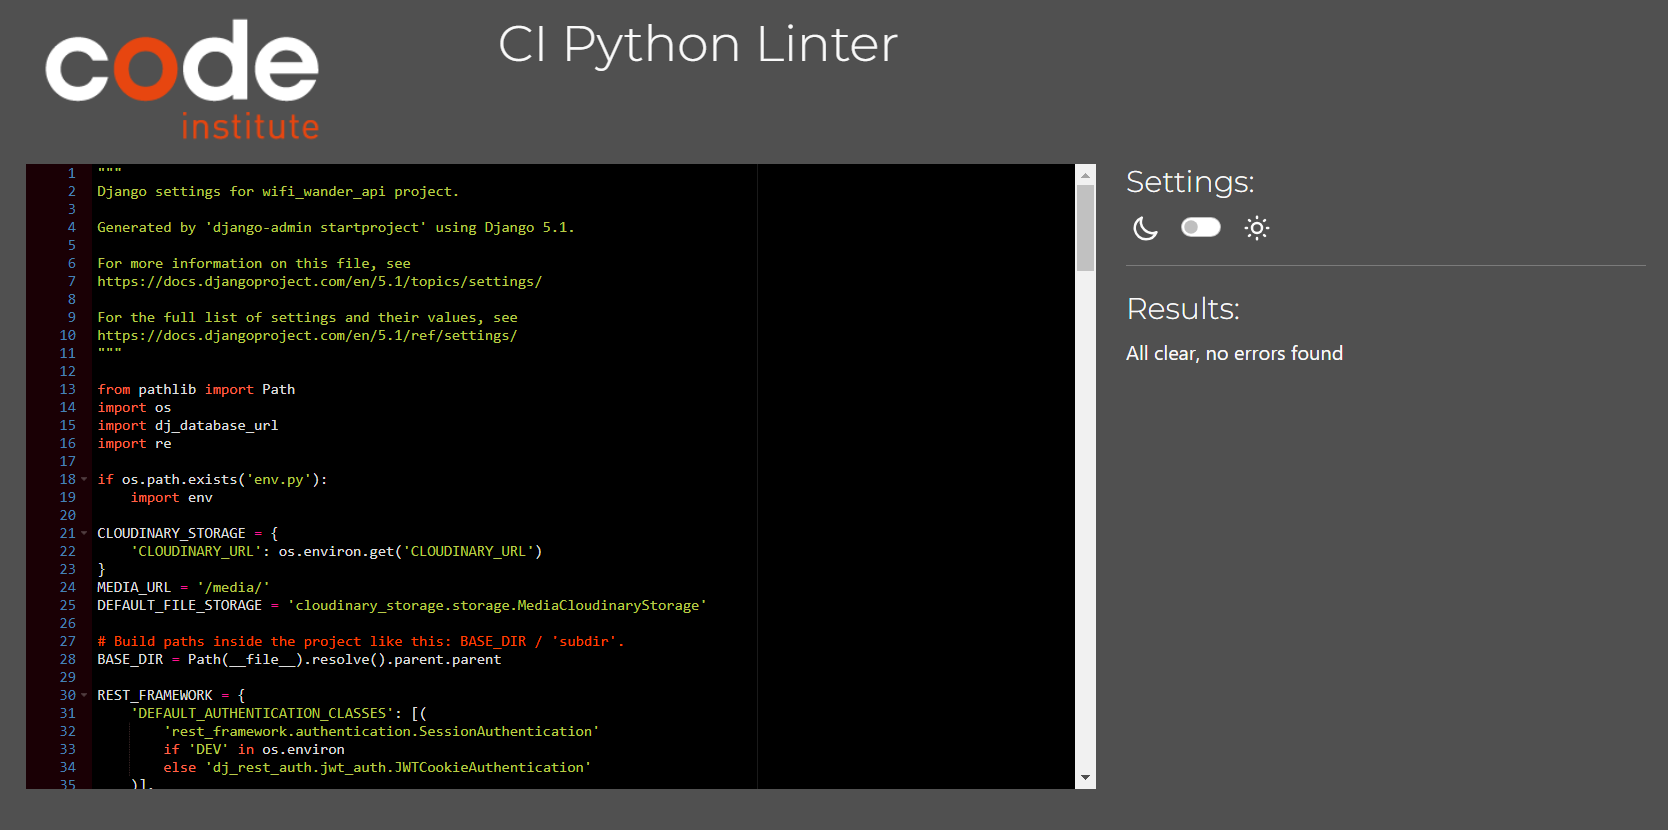 code
institute
CI Python Linter
1 """
2 Django settings for wifi_wander_api project.
3
4 Generated by 'django-admin startproject' using Django 5.1.
5
6 For more information on this file, see
7 https://docs.djangoproject.com/en/5.1/topics/settings/
8
9 For the full list of settings and their values, see
10 https://docs.djangoproject.com/en/5.1/ref/settings/
11 """
12
13 from pathlib import Path
14 import os
15 import dj_database_url
16 import re
17
18 if os.path.exists('env.py'):
19     import env
20
21 CLOUDINARY_STORAGE = {
22     'CLOUDINARY_URL': os.environ.get('CLOUDINARY_URL')
23 }
24 MEDIA_URL = '/media/'
25 DEFAULT_FILE_STORAGE = 'cloudinary_storage.storage.MediaCloudinaryStorage'
26
27 # Build paths inside the project like this: BASE_DIR / 'subdir'.
28 BASE_DIR = Path(__file__).resolve().parent.parent
29
30 REST_FRAMEWORK = {
31     'DEFAULT_AUTHENTICATION_CLASSES': [(
32         'rest_framework.authentication.SessionAuthentication'
33         if 'DEV' in os.environ
34         else 'dj_rest_auth.jwt_auth.JWTCookieAuthentication'
35     )],
Settings:
Results:
All clear, no errors found